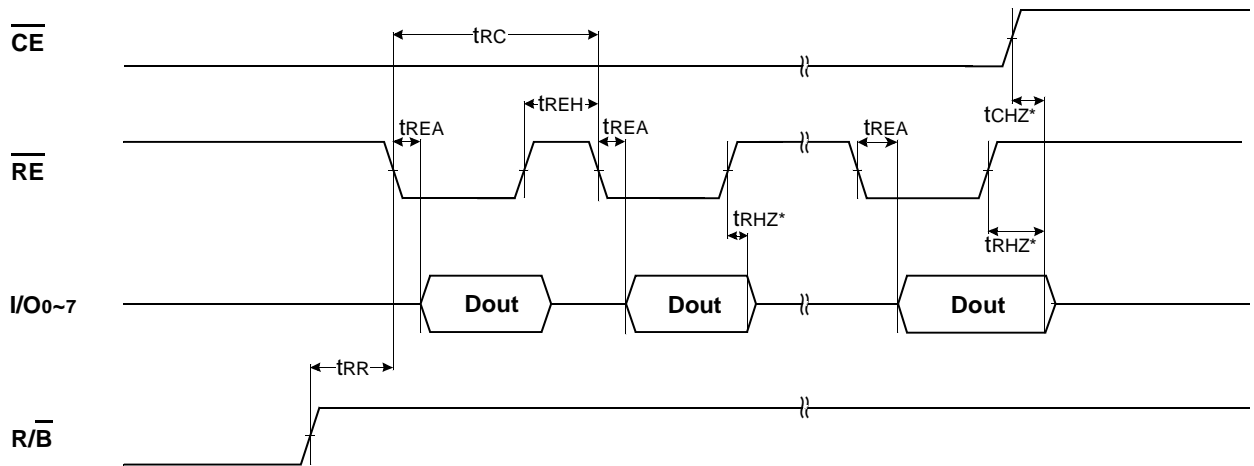 CE
tRC
tREH
tCHZ*
tREA
tREA
tREA
RE
tRHZ*
tRHZ*
I/O0~7
Dout
Dout
Dout
tRR
R/B